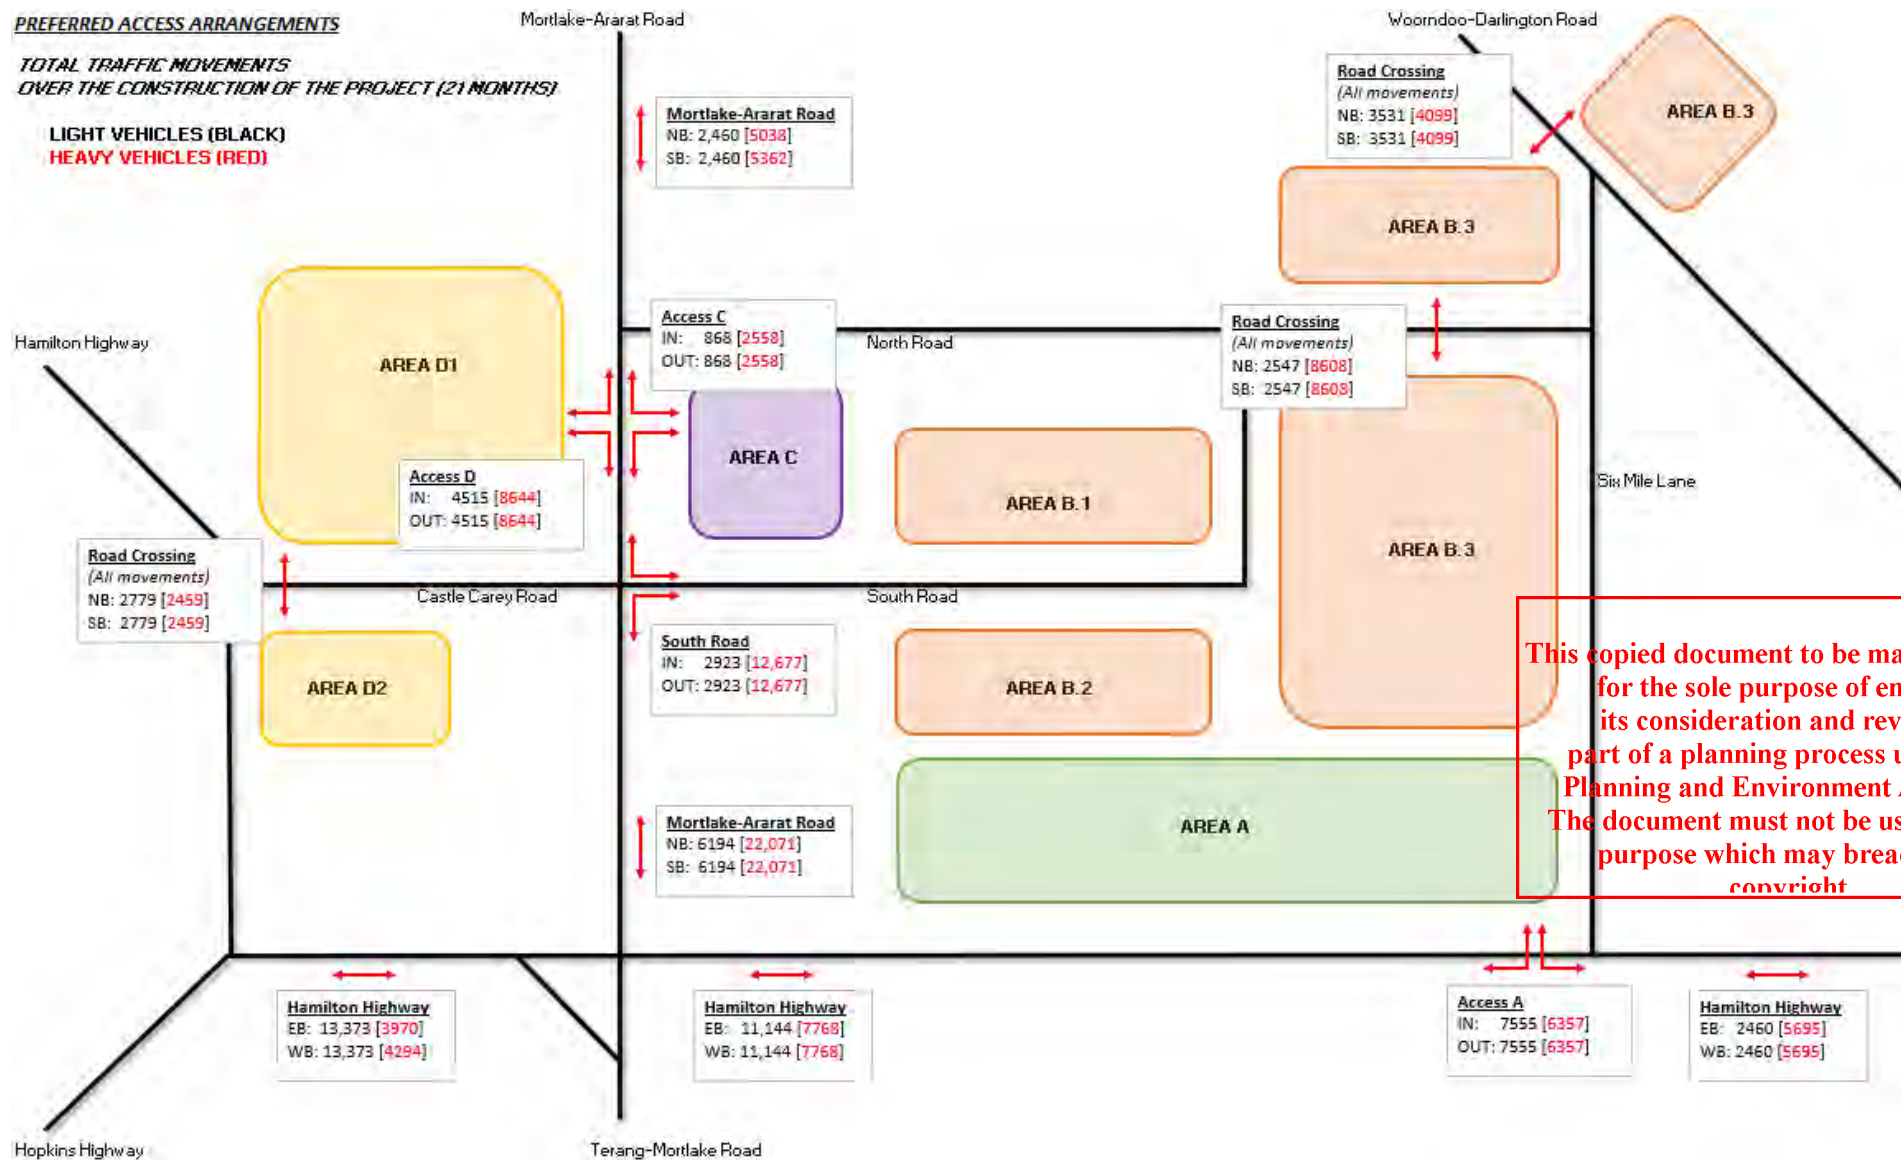 PREFERRED ACCESS ARRANGEMENTS
TOTAL TRAFFIC MOVEMENTS
OVER THE CONSTRUCTION OF THE PROJECT (21 MONTHS)
LIGHT VEHICLES (BLACK)
HEAVY VEHICLES (RED)
Mortlake-Ararat Road
Woorndoo-Darlington Road
Mortlake-Ararat Road
NB: 2,460 [5038]
SB: 2,460 [5362]
Road Crossing
(All movements)
NB: 3531 [4099]
SB: 3531 [4099]
AREA B.3
AREA B.3
Hamilton Highway
AREA D1
Access C
IN: 868 [2558]
OUT: 868 [2558]
North Road
Road Crossing
(All movements)
NB: 2547 [8608]
SB: 2547 [8608]
AREA C
AREA B.1
AREA B.3
Six Mile Lane
Access D
IN: 4515 [8644]
OUT: 4515 [8644]
Road Crossing
(All movements)
NB: 2779 [2459]
SB: 2779 [2459]
Castle Carey Road
South Road
AREA D2
South Road
IN: 2923 [12,677]
OUT: 2923 [12,677]
AREA B.2
This copied document to be ma
for the sole purpose of en
its consideration and rev
part of a planning process u
Planning and Environment A
The document must not be us
purpose which may brea
copyright
Mortlake-Ararat Road
NB: 6194 [22,071]
SB: 6194 [22,071]
AREA A
Hamilton Highway
EB: 13,373 [3970]
WB: 13,373 [4294]
Hamilton Highway
EB: 11,144 [7768]
WB: 11,144 [7768]
Access A
IN: 7555 [6357]
OUT: 7555 [6357]
Hamilton Highway
EB: 2460 [5695]
WB: 2460 [5695]
Hopkins Highway
Terang-Mortlake Road